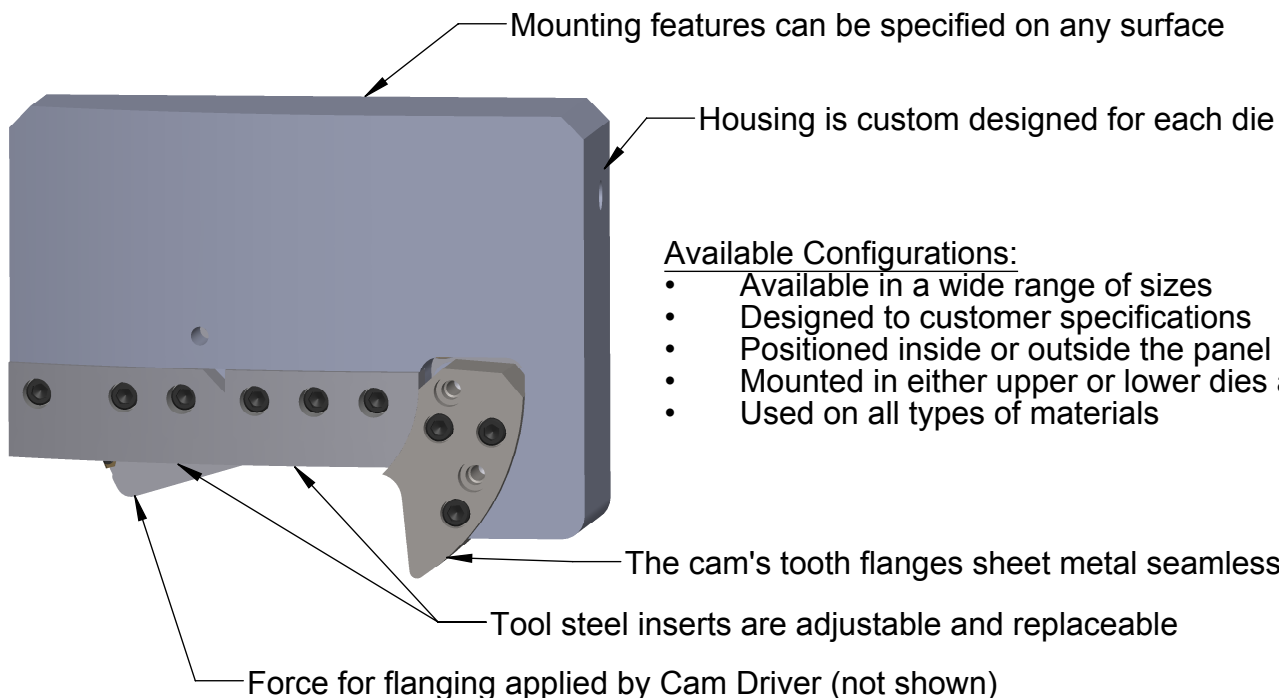 Mounting features can be specified on any surface
Housing is custom designed for each die
Available Configurations:
• Available in a wide range of sizes
• Designed to customer specifications
• Positioned inside or outside the panel
• Mounted in either upper or lower dies
• Used on all types of materials
The cam's tooth flanges sheet metal
Tool steel inserts are adjustable and replaceable
Force for flanging applied by Cam Driver (not shown)